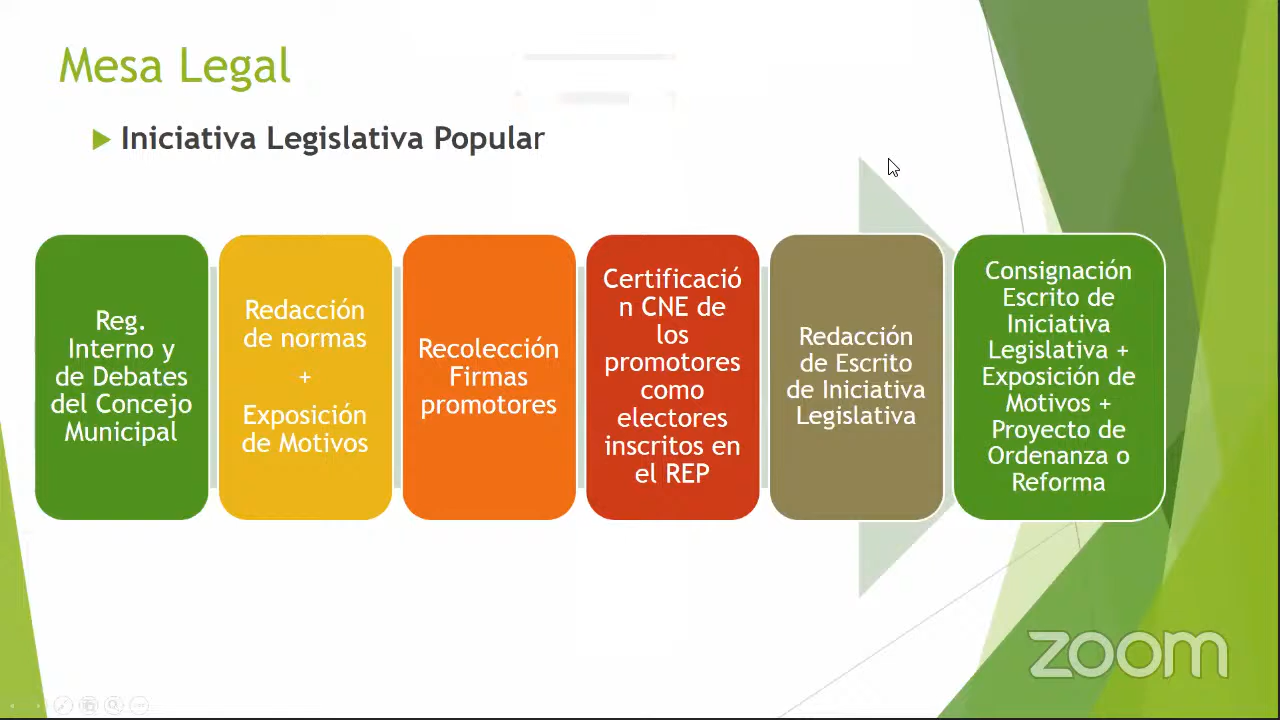 Mesa Legal
Iniciativa Legislativa Popular
Reg.
Interno y
de Debates
del Concejo
Municipal
Redacción
de normas
+
Exposición
de Motivos
Recolección
Firmas
promotores
Certificació
n CNE de
los
promotores
como
electores
inscritos en
el REP
Redacción
de Escrito
de Iniciativa
Legislativa
Consignación
Escrito de
Iniciativa
Legislativa +
Exposición de
Motivos +
Proyecto de
Ordenanza o
Reforma
zoom